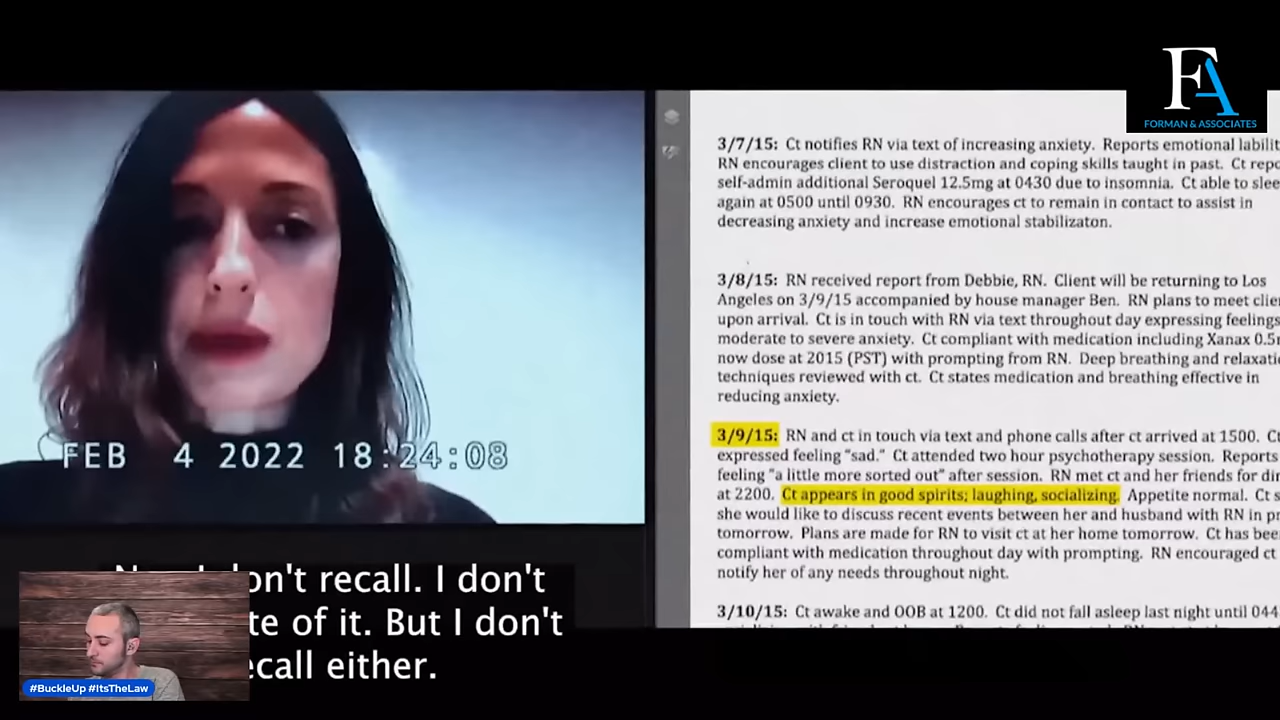 FA
FORMAN & ASSOCIATES
3/7/15: Ct notifies RN via text of increasing anxiety. Reports emotional
RN encourages client to use distraction and coping skills taught in past. Ct
self-admin additional Seroquel 12.5mg at 0430 due to insomnia. Ct able to
again at 0500 until 0930. RN encourages ct to remain in contact to assist in
decreasing anxiety and increase emotional stabilizaton.
3/8/15: RN received report from Debbie, RN. Client will be returning to Los
Angeles on 3/9/15 accompanied by house manager Ben. RN plans to meet
upon arrival. Ct is in touch with RN via text throughout day expressing feelings
moderate to severe anxiety. Ct compliant with medication including Xanax
now dose at 2015 (PST) with prompting from RN. Deep breathing and
techniques reviewed with ct. Ct states medication and breathing effective in
reducing anxiety.
3/9/15: RN and ct in touch via text and phone calls after ct arrived at 1500.
expressed feeling "sad." Ct attended two hour psychotherapy session. Reports
feeling "a little more sorted out" after session. RN met ct and her friends for
at 2200. Ct appears in good spirits; laughing, socializing. Appetite normal. Ct
she would like to discuss recent events between her and husband with RN in
tomorrow. Plans are made for RN to visit ct at her home tomorrow. Ct has
compliant with medication throughout day with prompting. RN encouraged ct
notify her of any needs throughout night.
3/10/15: Ct awake and OOB at 1200. Ct did not fall asleep last night until
FEB 4 2022 18:24:08
don't recall. I don't
of it. But I don't
either.
#BuckleUp #ItsTheLaw